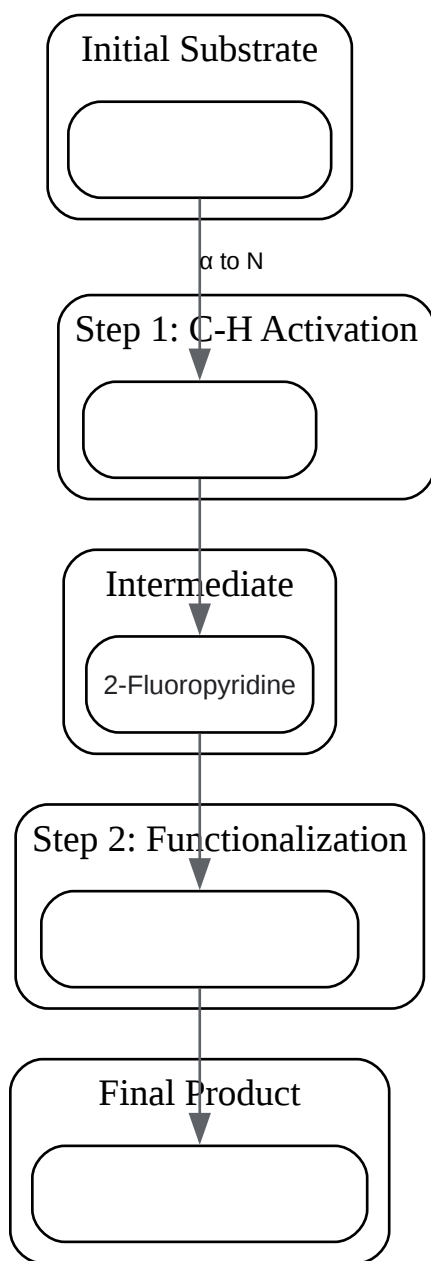 Initial Substrate
α to N
Step 1: C-H Activation
Intermediate
2-Fluoropyridine
Step 2: Functionalization
Final Product